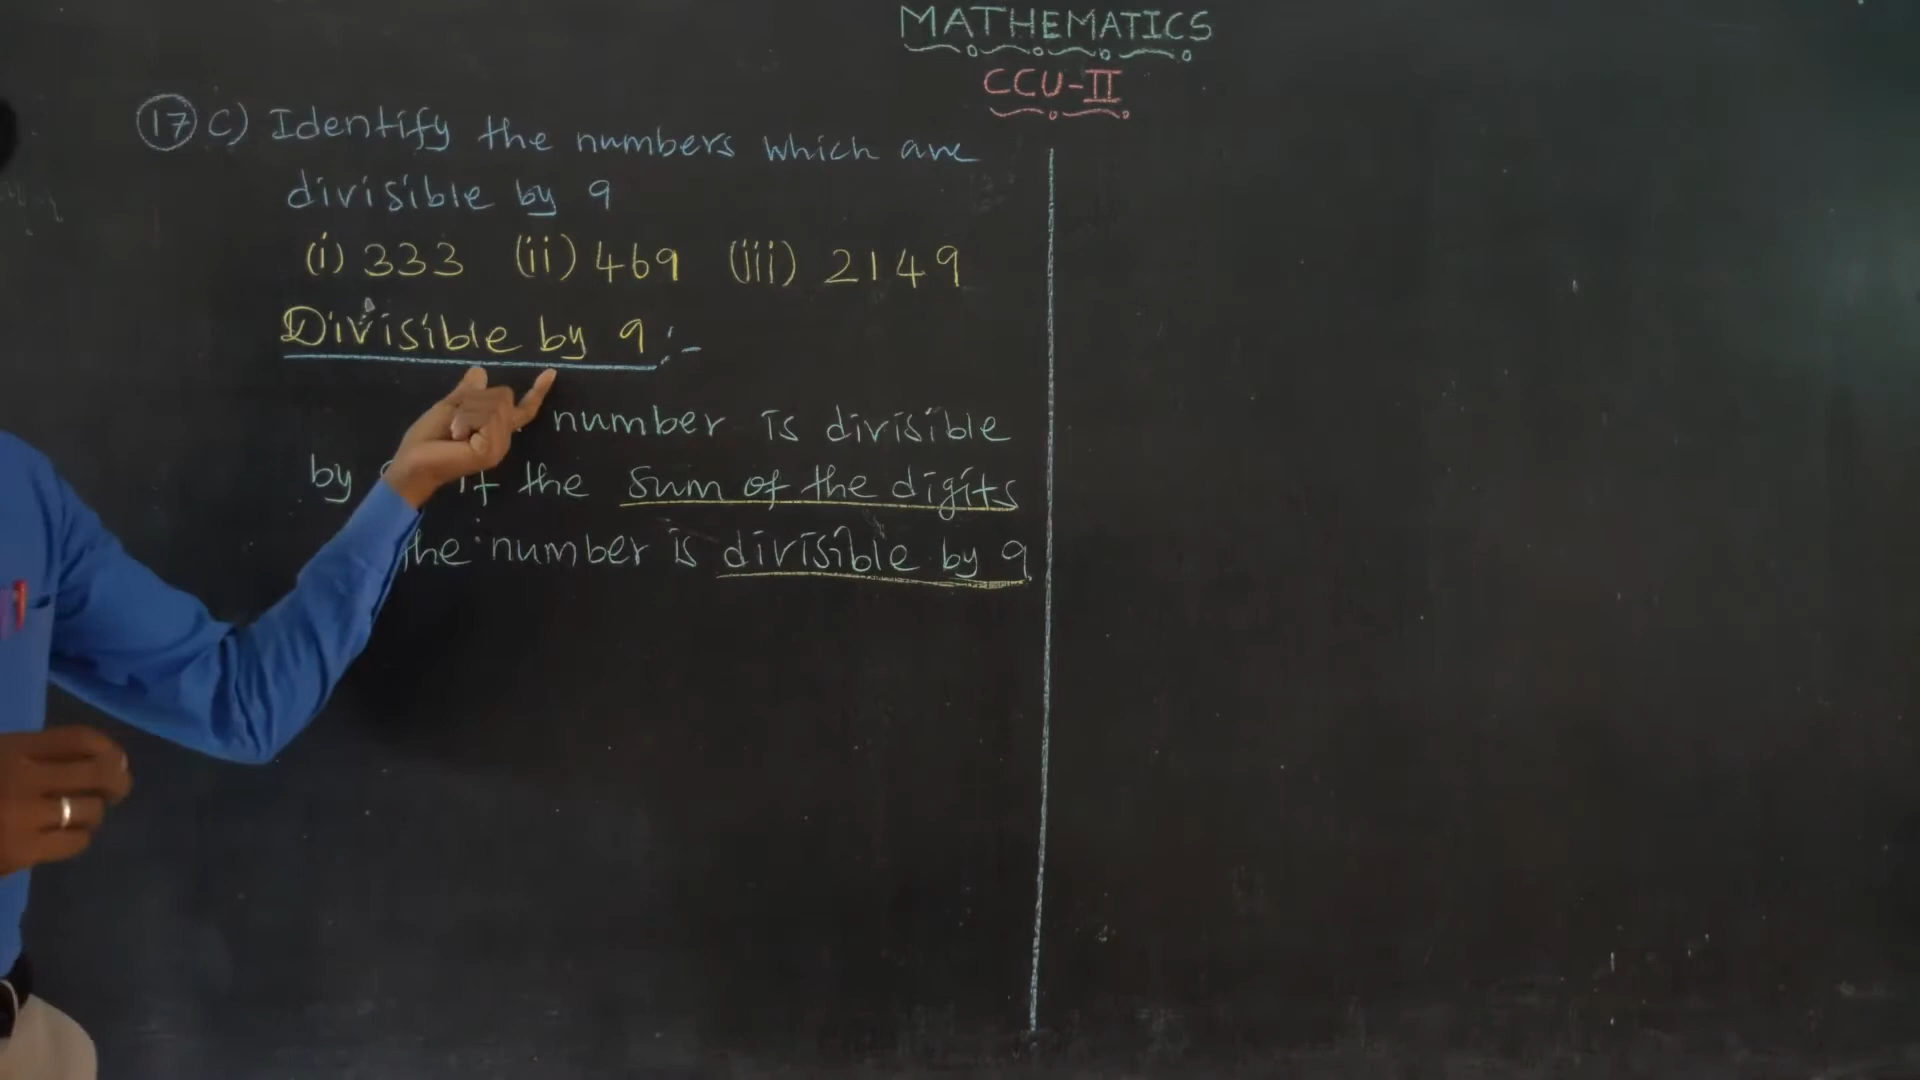 MATHEMATICS
CCU-II
17 C) Identify the numbers which are
divisible by 9
(i) 333 (ii) 469 (iii) 2149
Divisible by 9 :-
number is divisible
by if the sum of the digits
the number is divisible by 9